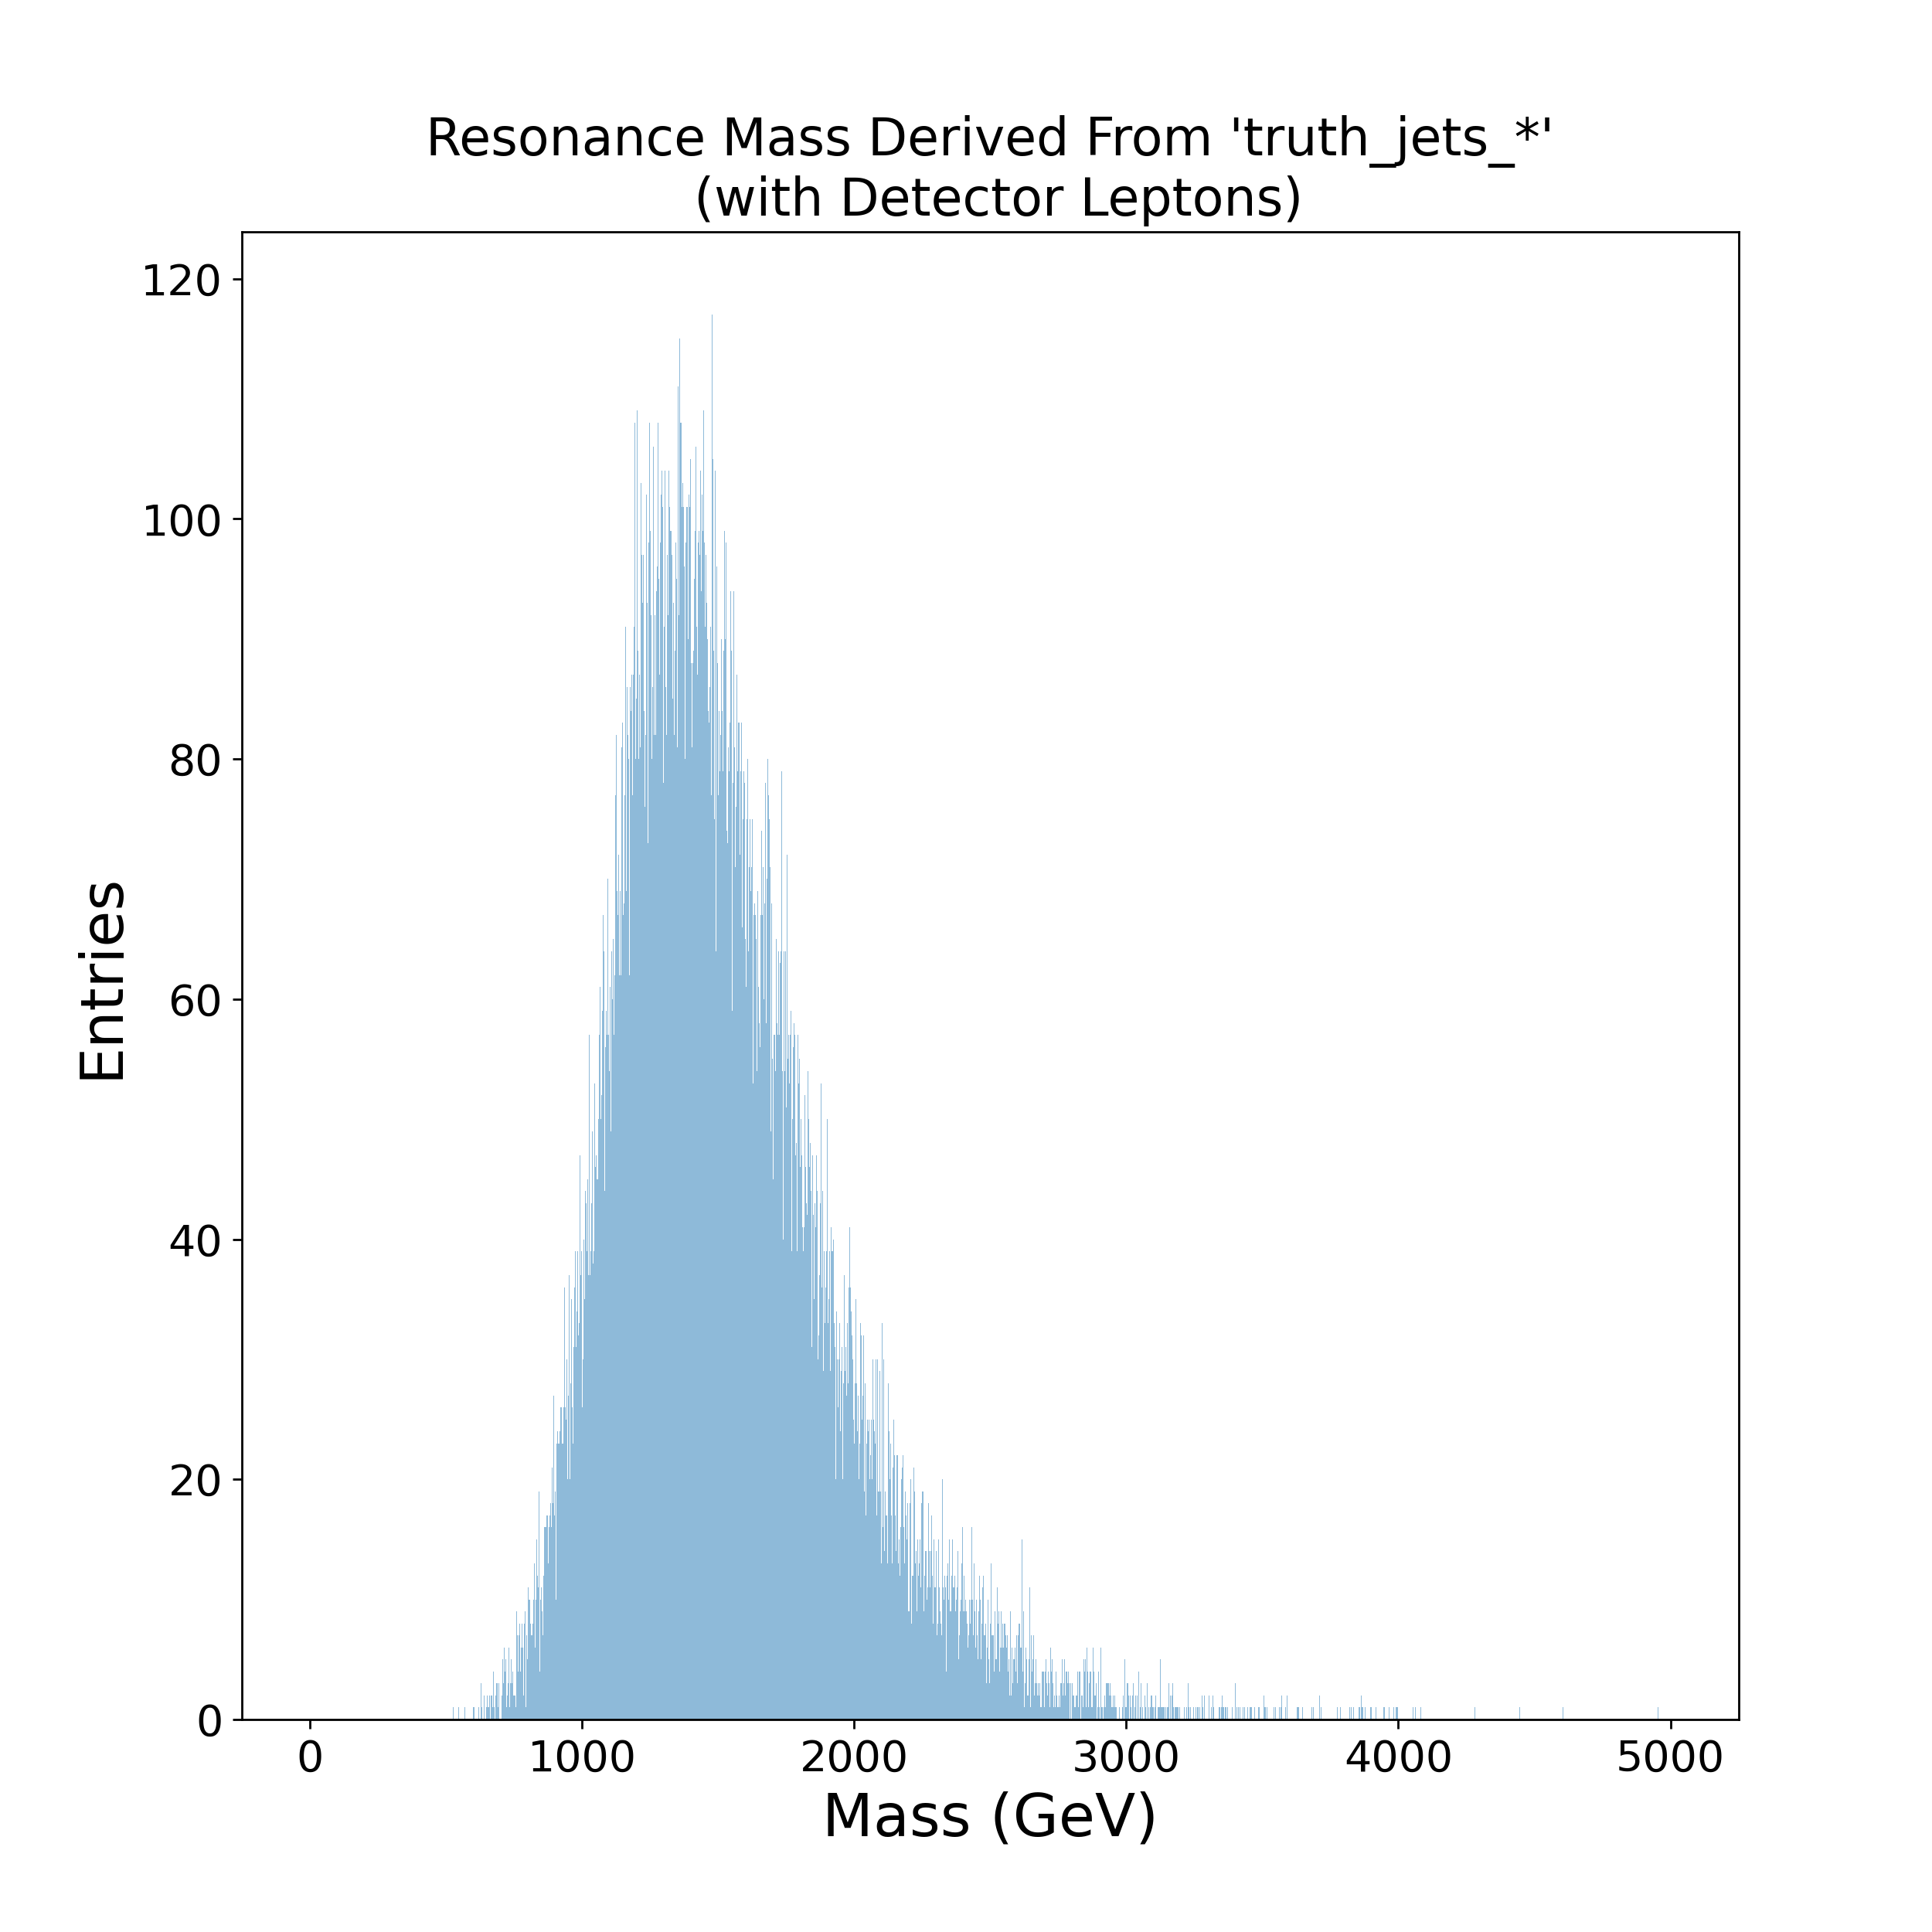 Resonance Mass Derived From 'truth_jets_*'
(with Detector Leptons)
120
100
80
60
40
20
0
Entries
0 1000 2000 3000 4000 5000
Mass (GeV)